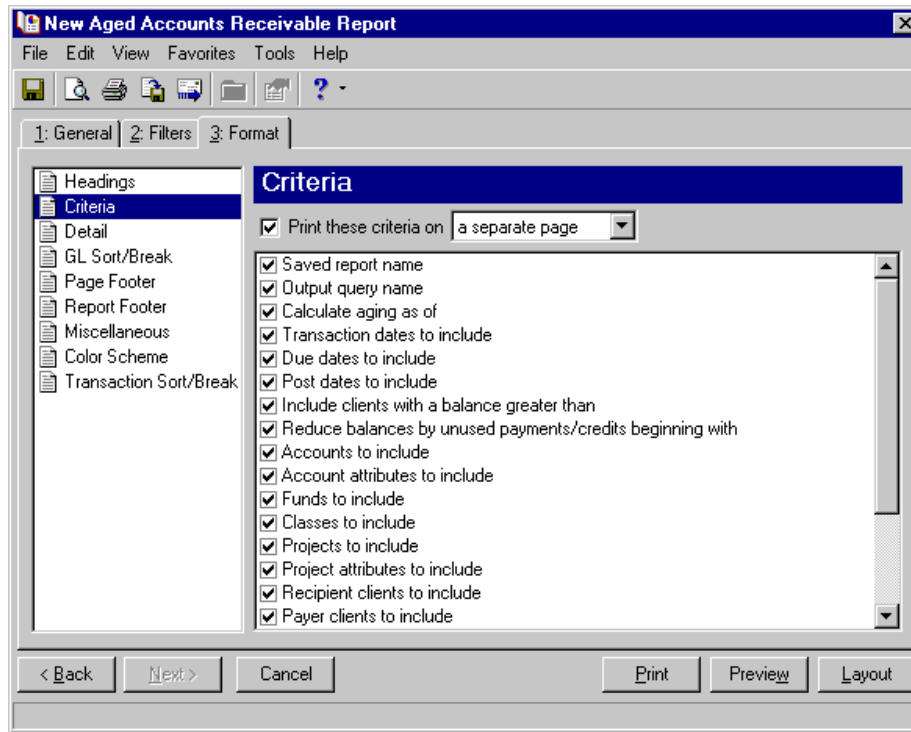 New Aged Accounts Receivable Report
File Edit View Favorites Tools Help
?
1: General 2: Filters 3: Format
Headings
Criteria
Detail
GL Sort/Break
Page Footer
Report Footer
Miscellaneous
Color Scheme
Transaction Sort/Break
Criteria
Print these criteria on a separate page
Saved report name
Output query name
Calculate aging as of
Transaction dates to include
Due dates to include
Post dates to include
Include clients with a balance greater than
Reduce balances by unused payments/credits beginning with
Accounts to include
Account attributes to include
Funds to include
Classes to include
Projects to include
Project attributes to include
Recipient clients to include
Payer clients to include
< Back Next > Cancel Print Preview Layout